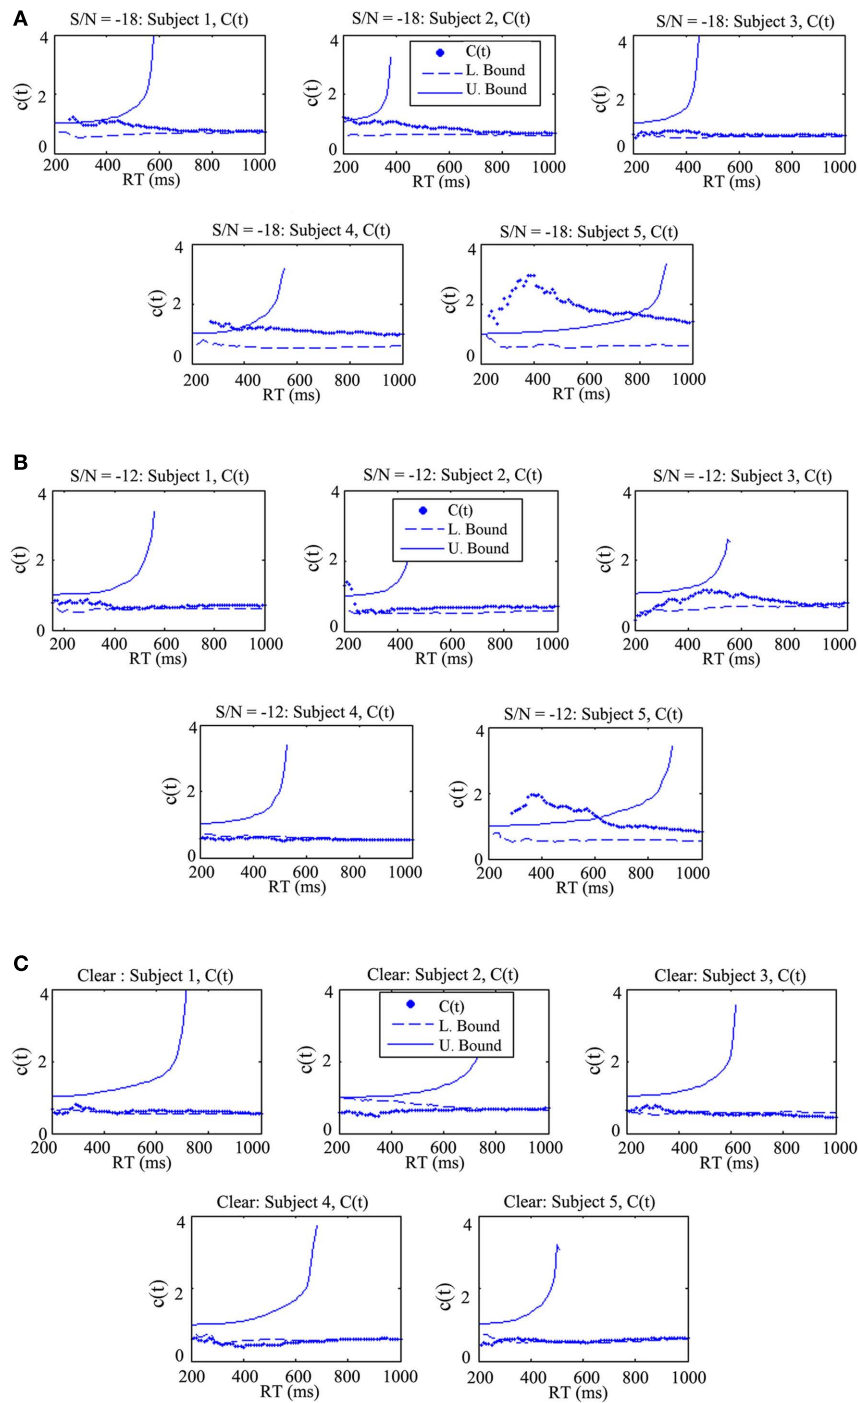 A
S/N = -18: Subject 1, C(t)
S/N = -18: Subject 2, C(t)
S/N = -18: Subject 3, C(t)
4
2
0
c(t)
200 400 600 800 1000
RT (ms)
4
2
0
c(t)
C(t)
L. Bound
U. Bound
200 400 600 800 1000
RT (ms)
4
2
0
c(t)
200 400 600 800 1000
RT (ms)
S/N = -18: Subject 4, C(t)
S/N = -18: Subject 5, C(t)
4
2
0
c(t)
200 400 600 800 1000
RT (ms)
4
2
0
c(t)
200 400 600 800 1000
RT (ms)
B
S/N = -12: Subject 1, C(t)
S/N = -12: Subject 2, C(t)
S/N = -12: Subject 3, C(t)
4
2
0
c(t)
200 400 600 800 1000
RT (ms)
4
2
0
c(t)
C(t)
L. Bound
U. Bound
200 400 600 800 1000
RT (ms)
4
2
0
c(t)
200 400 600 800 1000
RT (ms)
S/N = -12: Subject 4, C(t)
S/N = -12: Subject 5, C(t)
4
2
0
c(t)
200 400 600 800 1000
RT (ms)
4
2
0
c(t)
200 400 600 800 1000
RT (ms)
C
Clear : Subject 1, C(t)
Clear: Subject 2, C(t)
Clear: Subject 3, C(t)
4
2
0
c(t)
200 400 600 800 1000
RT (ms)
4
2
0
c(t)
C(t)
L. Bound
U. Bound
200 400 600 800 1000
RT (ms)
4
2
0
c(t)
200 400 600 800 1000
RT (ms)
Clear: Subject 4, C(t)
Clear: Subject 5, C(t)
4
2
0
c(t)
200 400 600 800 1000
RT (ms)
4
2
0
c(t)
200 400 600 800 1000
RT (ms)